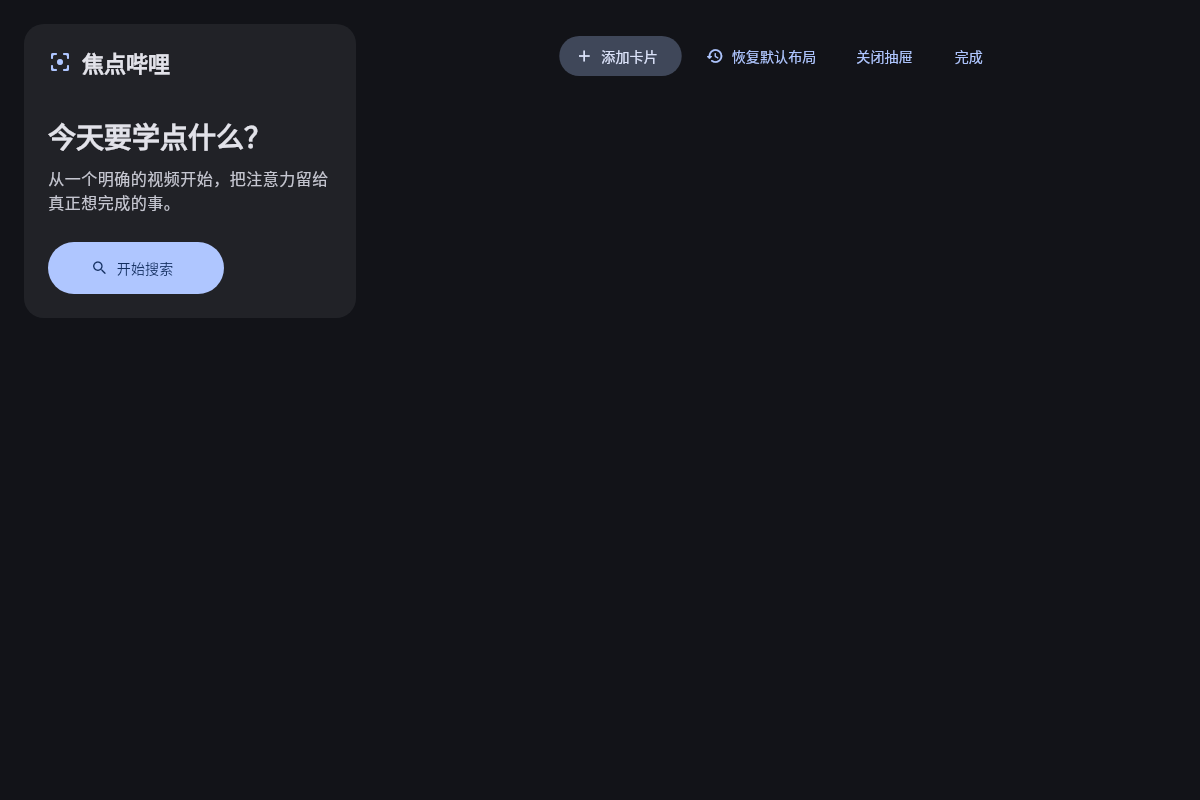 焦点哔哩
今天要学点什么？
从一个明确的视频开始，把注意力留给
真正想完成的事。
开始搜索
添加卡片
恢复默认布局
关闭抽屉
完成